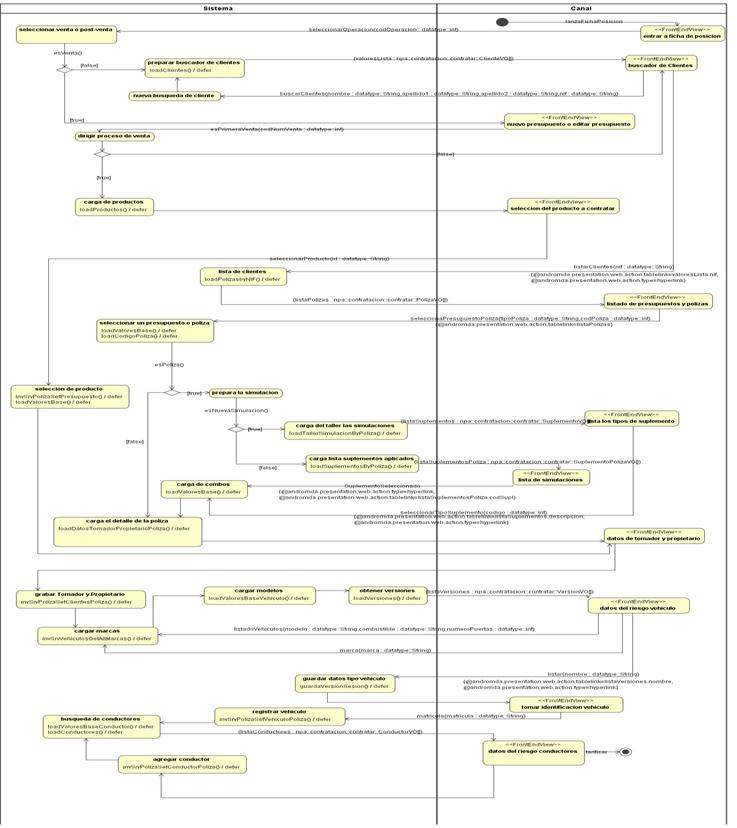 Sistema
Canal
lanzaFichaPosicion
seleccionar venta o post-venta
seleccionarOperacion(codOperacion : datatype::int)
<<FrontEndView>>
entrar a ficha de posicion
esVenta()
[false]
preparar buscador de clientes
loadClientes() / defer
(valoresLista : npa::contratacion::contratar::ClienteVO[])
<<FrontEndView>>
buscador de Clientes
nueva busqueda de cliente
buscarClientes(nombre : datatype::String,apellido1 : datatype::String,apellido2 : datatype::String,nif : datatype::String)
[true]
<<FrontEndView>>
nuevo presupuesto o editar presupuesto
esPrimeraVenta(codNumVenta : datatype::int)
dirigir proceso de venta
[false]
[true]
carga de productos
loadProductos() / defer
<<FrontEndView>>
seleccion del producto a contratar
seleccionarProducto(id : datatype::String)
lista de clientes
loadPolizasbyNIF() / defer
listarClientes(nif : datatype::String)
(@andromda.presentation.web.action.tablelink=valoresLista.nif,
@andromda.presentation.web.action.type=hyperlink)
(listaPolizas : npa::contratacion::contratar::PolizaVO[])
<<FrontEndView>>
listado de presupuestos y polizas
seleccionar un presupuesto o poliza
loadValoresBase() / defer
loadCodigoPoliza() / defer
seleccionaPresupuestoPoliza(tipoPoliza : datatype::String,codPoliza : datatype::int)
(@andromda.presentation.web.action.tablelink=listaPolizas)
esPoliza()
seleccion de producto
invSrvPolizaSetPresupuesto() / defer
loadValoresBase() / defer
[true]
prepara la simulacion
esNuevaSimulacion()
[true]
carga del taller las simulaciones
loadTallerSimulacionByPoliza() / defer
(listaSuplementos : npa::contratacion::contratar::SuplementoVO[])
<<FrontEndView>>
lista los tipos de suplemento
[false]
[false]
carga lista suplementos aplicados
loadSuplementosByPoliza() / defer
(listaSuplementosPoliza : npa::contratacion::contratar::SuplementoPolizaVO[])
<<FrontEndView>>
lista de simulaciones
carga de combos
loadValoresBase() / defer
SuplementoSeleccionado
(@andromda.presentation.web.action.type=hyperlink,
@andromda.presentation.web.action.tablelink=listaSuplementosPoliza.codSupl)
seleccionarTipoSuplemento(codigo : datatype::int)
(@andromda.presentation.web.action.tablelink=listaSuplementos.descripcion,
@andromda.presentation.web.action.type=hyperlink)
carga el detalle de la poliza
loadDatosTomadorPropietarioPoliza() / defer
<<FrontEndView>>
datos de tomador y propietario
grabar Tomador y Propietario
invSrvPolizaSetClientesPoliza() / defer
cargar modelos
loadValoresBaseVehiculo() / defer
obtener versiones
loadVersiones() / defer
(listaVersiones : npa::contratacion::contratar::VersionVO[])
<<FrontEndView>>
datos del riesgo vehiculo
cargar marcas
invSrvVehiculosGetAllMarcas() / defer
listadoVehiculos(modelo : datatype::String,combustible : datatype::String,numeroPuertas : datatype::int)
marca(marca : datatype::String)
guardar datos tipo vehiculo
guardaVersionSesion() / defer
listar(nombre : datatype::String)
(@andromda.presentation.web.action.tablelink=listaVersiones.nombre,
@andromda.presentation.web.action.type=hyperlink)
<<FrontEndView>>
tomar identificacion vehiculo
registrar vehiculo
invSrvPolizaSetVehiculoPoliza() / defer
matricula(matricula : datatype::String)
busqueda de conductores
loadValoresBaseConductor() / defer
loadConductores() / defer
(listaConductores : npa::contratacion::contratar::ConductorVO[])
<<FrontEndView>>
datos del riesgo conductores
tarificar
agregar conductor
invSrvPolizaSetConductorPoliza() / defer